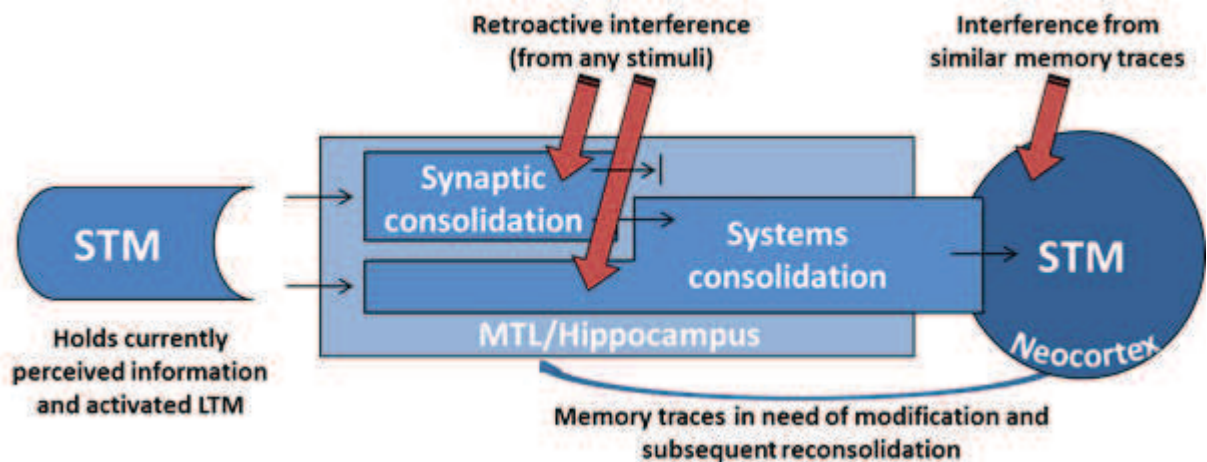 Retroactive interference
(from any stimuli)
Interference from
similar memory traces
STM
Holds currently
perceived information
and activated LTM
Synaptic
consolidation
Systems
consolidation
MTL/Hippocampus
STM
Neocortex
Memory traces in need of modification and
subsequent reconsolidation